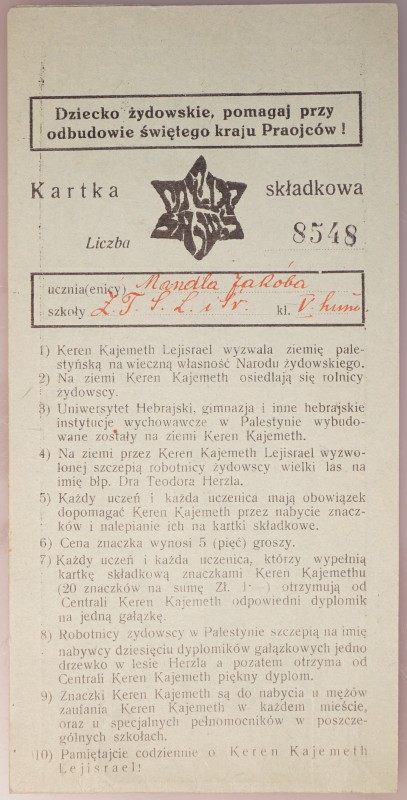 Dziecko żydowskie, pomagaj przy
odbudowie świętego kraju Praojców!
Kartka składkowa
Liczba 8548
ucznia(enicy) Mandla Jakóba
szkoły Ż. T. S. L. i Śr. kl. V. hum.
1) Keren Kajemeth Lejisrael wyzwala ziemię pale-
styńską na wieczną własność Narodu żydowskiego.
2) Na ziemi Keren Kajemeth osiedlają się rolnicy
żydowscy.
3) Uniwersytet Hebrajski, gimnazja i inne hebrajskie
instytucje wychowawcze w Palestynie wybudo-
wane zostały na ziemi Keren Kajemeth.
4) Na ziemi przez Keren Kajemeth Lejisrael wyzwo-
lonej szczepią robotnicy żydowscy wielki las na
imię błp. Dra Teodora Herzla.
5) Każdy uczeń i każda uczenica mają obowiązek
dopomagać Keren Kajemeth przez nabycie znacz-
ków i nalepianie ich na kartki składkowe.
6) Cena znaczka wynosi 5 (pięć) groszy.
7) Każdy uczeń i każda uczenica, którzy wypełnią
kartkę składkową znaczkami Keren Kajemethu
(20 znaczków na sumę Zł. 1·—) otrzymują od
Centrali Keren Kajemeth odpowiedni dyplomik
na jedną gałązkę.
8) Robotnicy żydowscy w Palestynie szczepią na imię
nabywcy dziesięciu dyplomików gałązkowych jedno
drzewko w lesie Herzla a pozatem otrzyma od
Centrali Keren Kajemeth piękny dyplom.
9) Znaczki Keren Kajemeth są do nabycia u mężów
zaufania Keren Kajemeth w każdem mieście,
oraz u specjalnych pełnomocników w poszcze-
gólnych szkołach.
10) Pamiętajcie codziennie o Keren Kajemeth
Lejisrael!